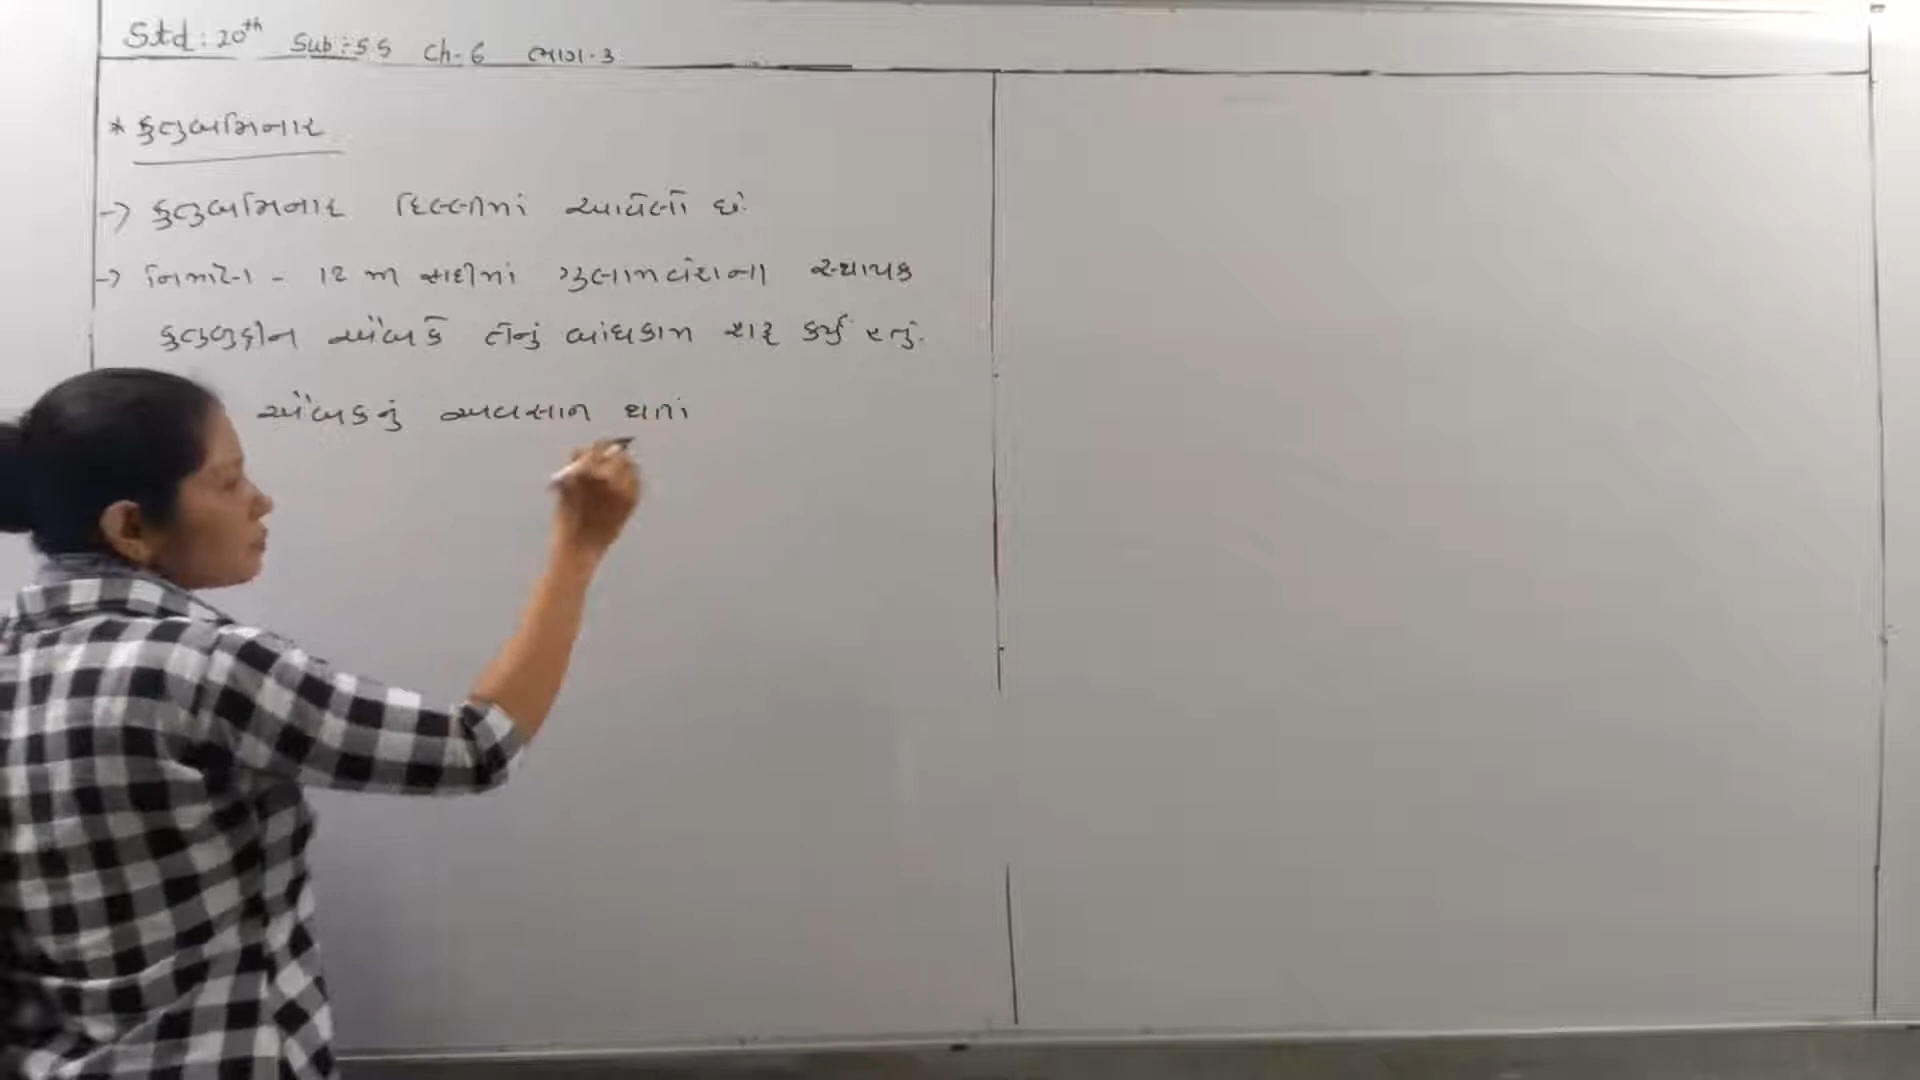 Std: 20th Sub: SS Ch-6 ભાગ-3
* કુતુબમિનાર
-> કુતુબમિનાર દિલ્લીમાં આવેલો છે.
-> નિર્માણ - 12 મી સદીમાં ગુલામવંશના સ્થાપક
કુતુબુદ્દીન ઐબકે તેનું બાંધકામ શરૂ કર્યું હતું.
ઐબકનું અવસાન થતાં